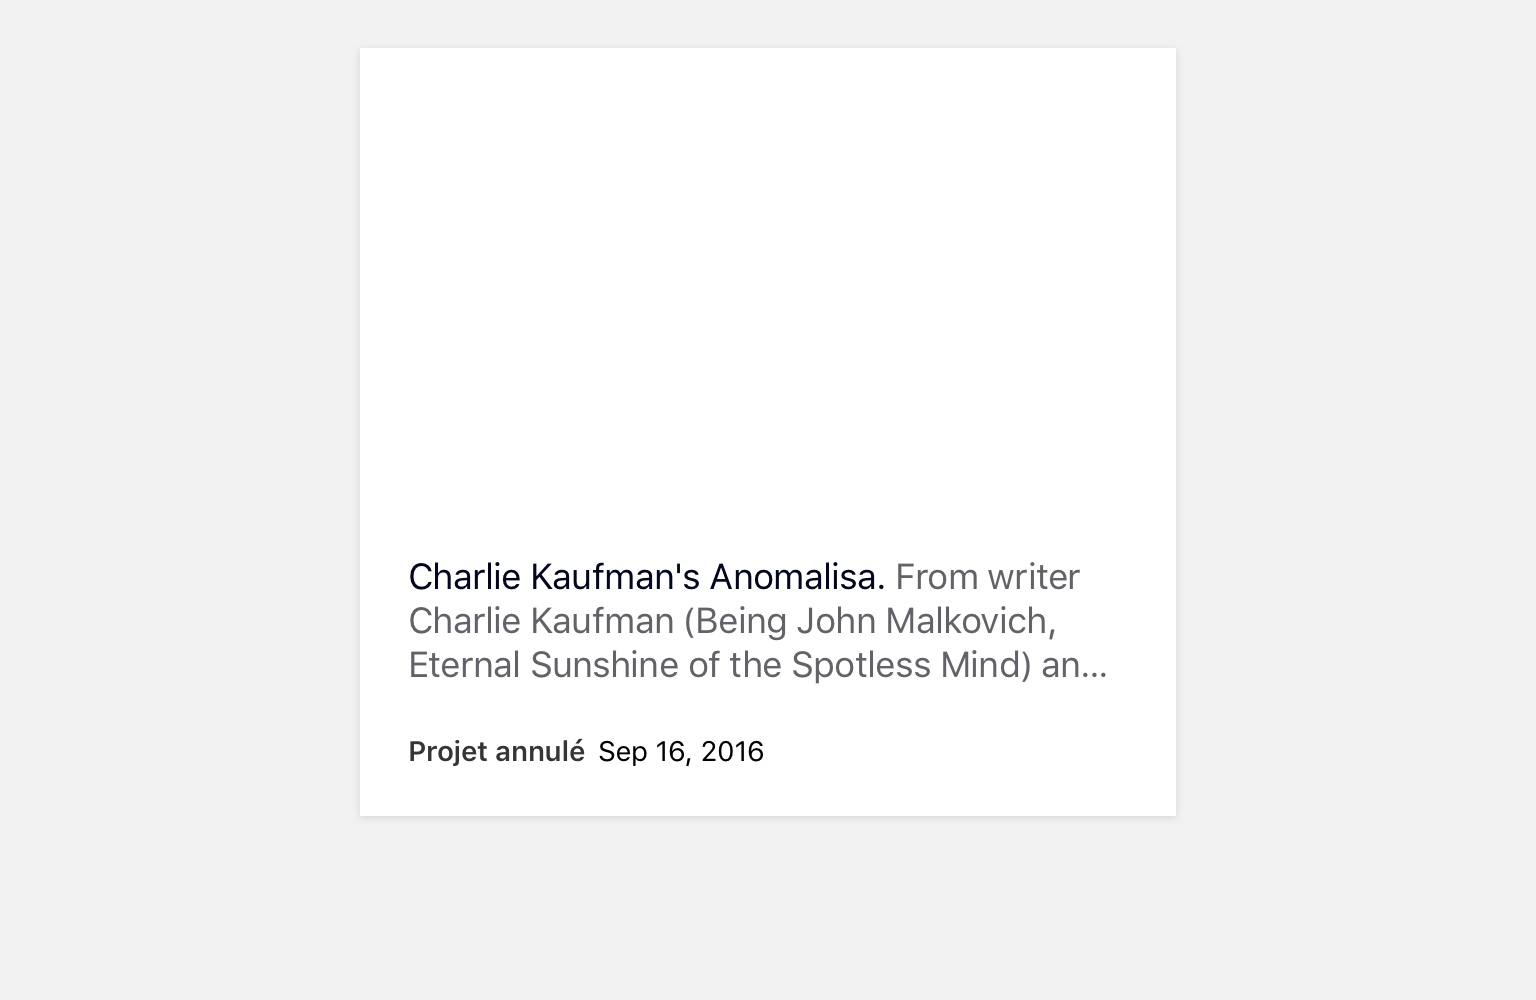 Charlie Kaufman's Anomalisa. From writer
Charlie Kaufman (Being John Malkovich,
Eternal Sunshine of the Spotless Mind) an...
Projet annulé Sep 16, 2016